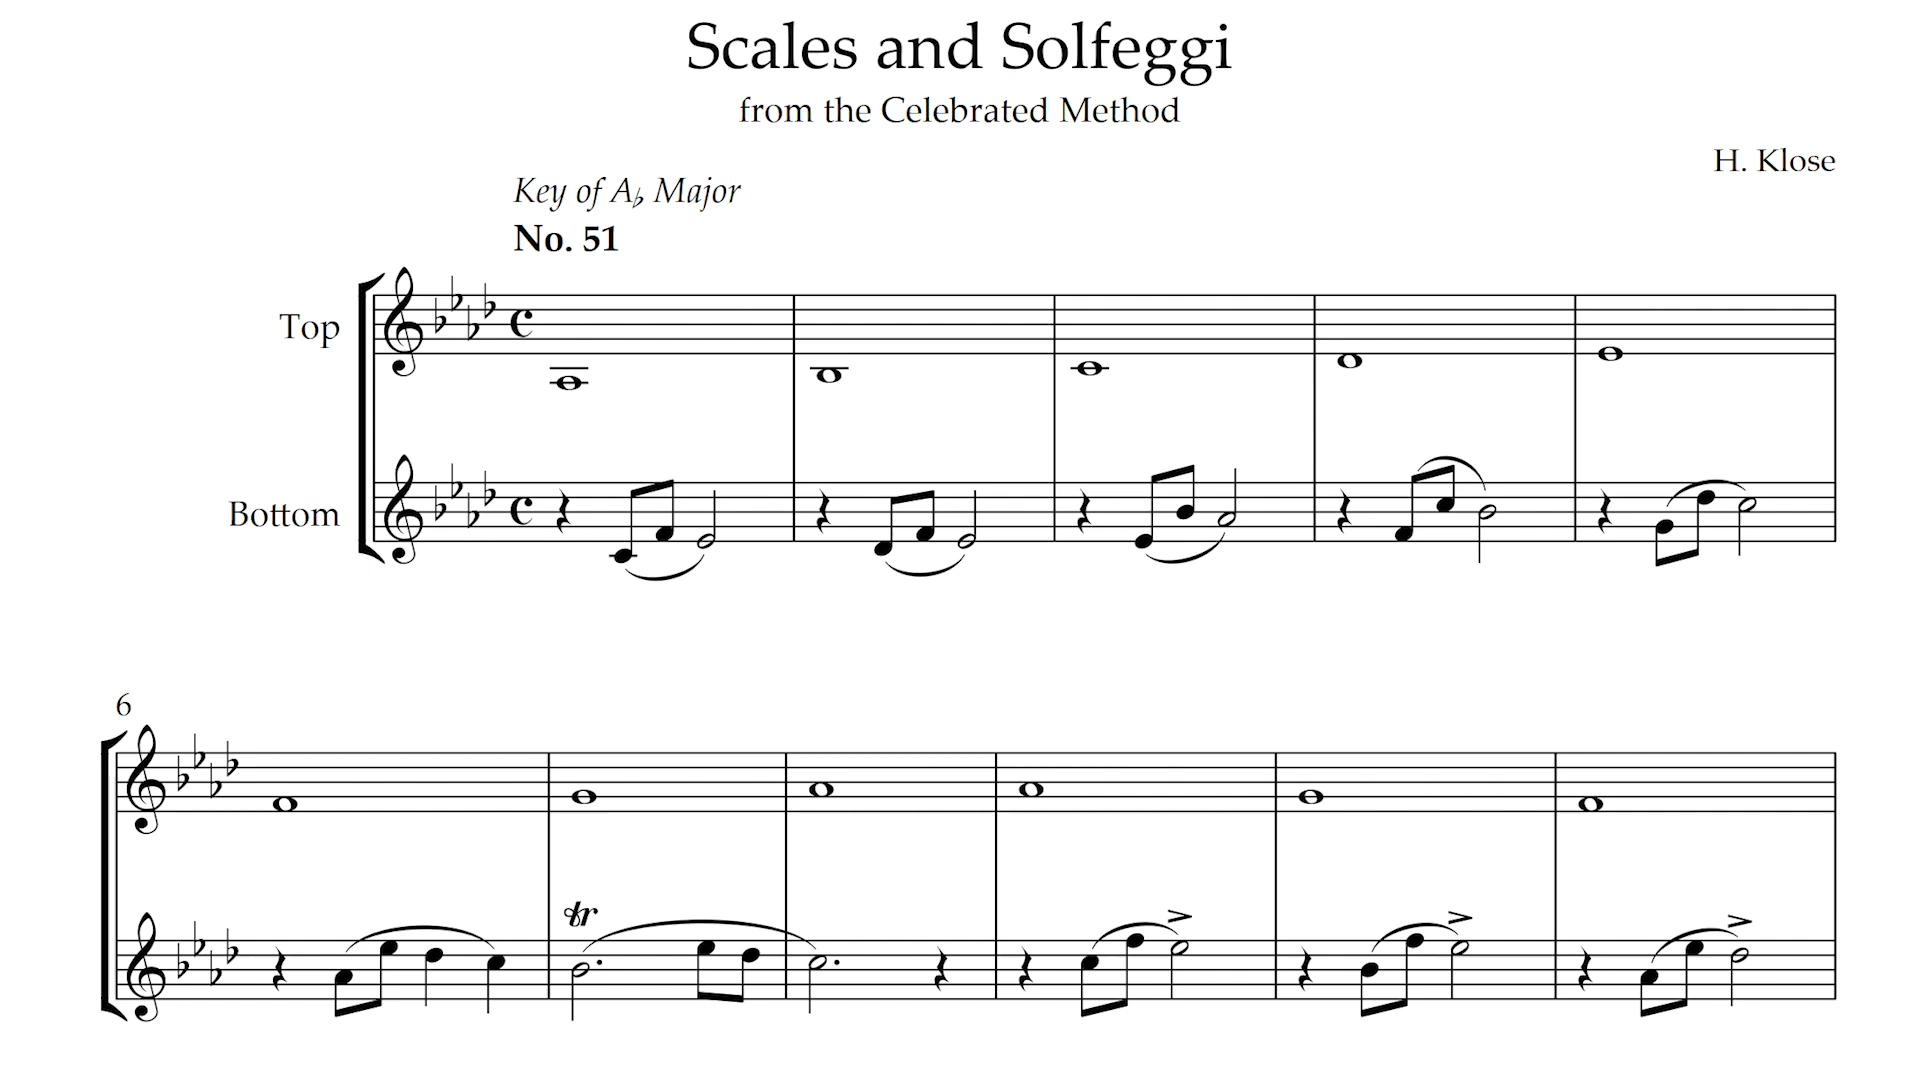 Scales and Solfeggi
from the Celebrated Method
H. Klose
Key of A♭ Major
No. 51
Top
Bottom
6
tr